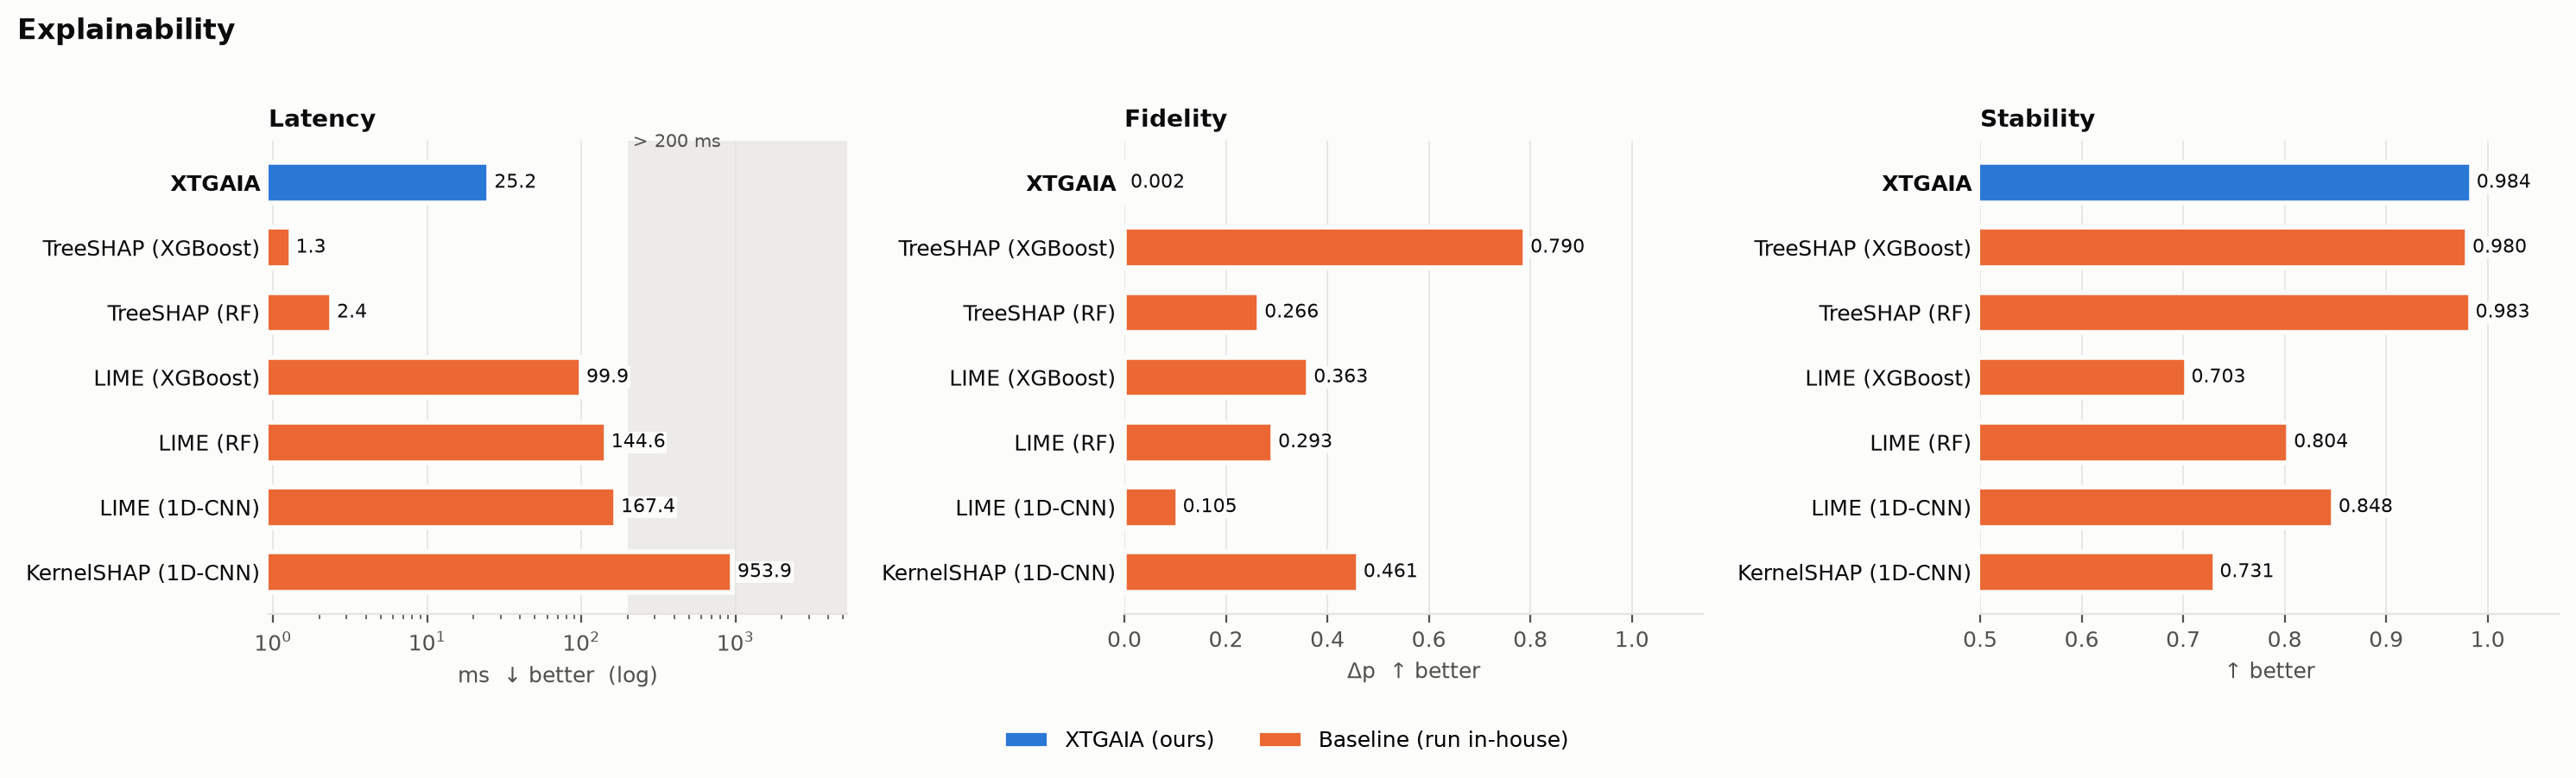 Explainability
Latency
> 200 ms
XTGAIA
25.2
TreeSHAP (XGBoost)
1.3
TreeSHAP (RF)
2.4
LIME (XGBoost)
99.9
LIME (RF)
144.6
LIME (1D-CNN)
167.4
KernelSHAP (1D-CNN)
953.9
10⁰ 10¹ 10² 10³
ms ↓ better (log)
Fidelity
XTGAIA
0.002
TreeSHAP (XGBoost)
0.790
TreeSHAP (RF)
0.266
LIME (XGBoost)
0.363
LIME (RF)
0.293
LIME (1D-CNN)
0.105
KernelSHAP (1D-CNN)
0.461
0.0 0.2 0.4 0.6 0.8 1.0
Δp ↑ better
Stability
XTGAIA
0.984
TreeSHAP (XGBoost)
0.980
TreeSHAP (RF)
0.983
LIME (XGBoost)
0.703
LIME (RF)
0.804
LIME (1D-CNN)
0.848
KernelSHAP (1D-CNN)
0.731
0.5 0.6 0.7 0.8 0.9 1.0
↑ better
XTGAIA (ours)
Baseline (run in-house)